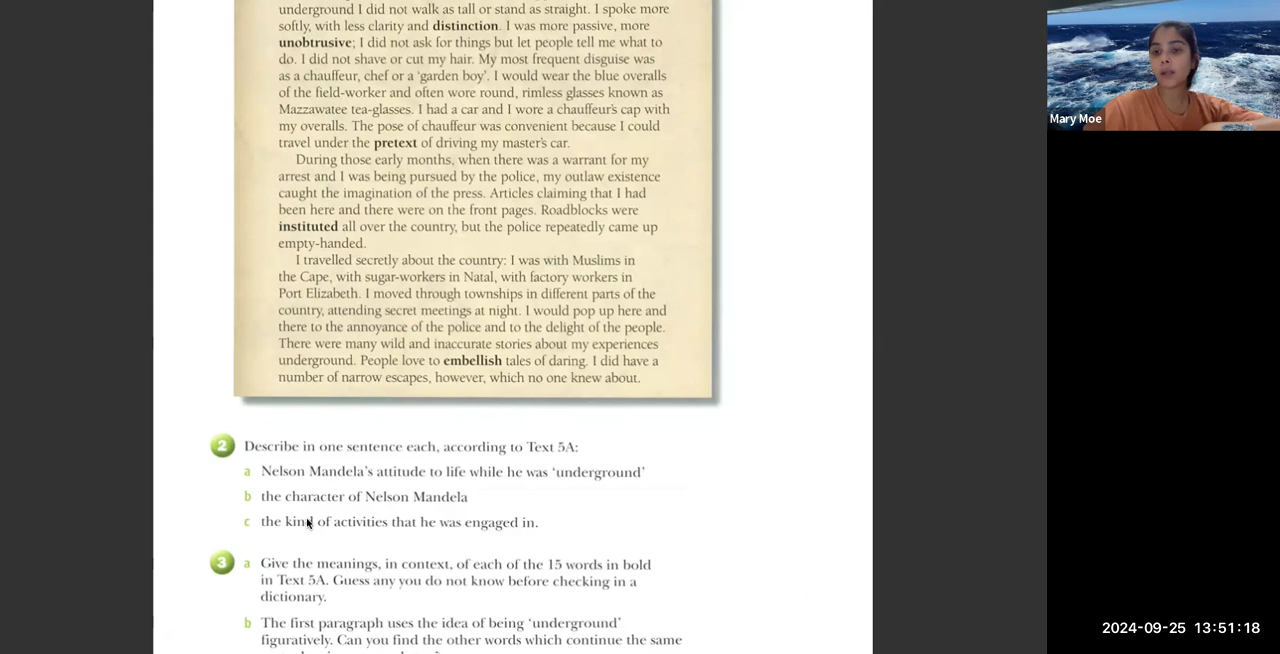 underground I did not walk as tall or stand as straight. I spoke more
softly, with less clarity and distinction. I was more passive, more
unobtrusive; I did not ask for things but let people tell me what to
do. I did not shave or cut my hair. My most frequent disguise was
as a chauffeur, chef or a ‘garden boy’. I would wear the blue overalls
of the field-worker and often wore round, rimless glasses known as
Mazzawatee tea-glasses. I had a car and I wore a chauffeur’s cap with
my overalls. The pose of chauffeur was convenient because I could
travel under the pretext of driving my master’s car.
During those early months, when there was a warrant for my
arrest and I was being pursued by the police, my outlaw existence
caught the imagination of the press. Articles claiming that I had
been here and there were on the front pages. Roadblocks were
instituted all over the country, but the police repeatedly came up
empty-handed.
I travelled secretly about the country: I was with Muslims in
the Cape, with sugar-workers in Natal, with factory workers in
Port Elizabeth. I moved through townships in different parts of the
country, attending secret meetings at night. I would pop up here and
there to the annoyance of the police and to the delight of the people.
There were many wild and inaccurate stories about my experiences
underground. People love to embellish tales of daring. I did have a
number of narrow escapes, however, which no one knew about.
2 Describe in one sentence each, according to Text 5A:
a Nelson Mandela’s attitude to life while he was ‘underground’
b the character of Nelson Mandela
c the kind of activities that he was engaged in.
3 a Give the meanings, in context, of each of the 15 words in bold
in Text 5A. Guess any you do not know before checking in a
dictionary.
b The first paragraph uses the idea of being ‘underground’
figuratively. Can you find the other words which continue the same
Mary Moe
2024-09-25 13:51:18